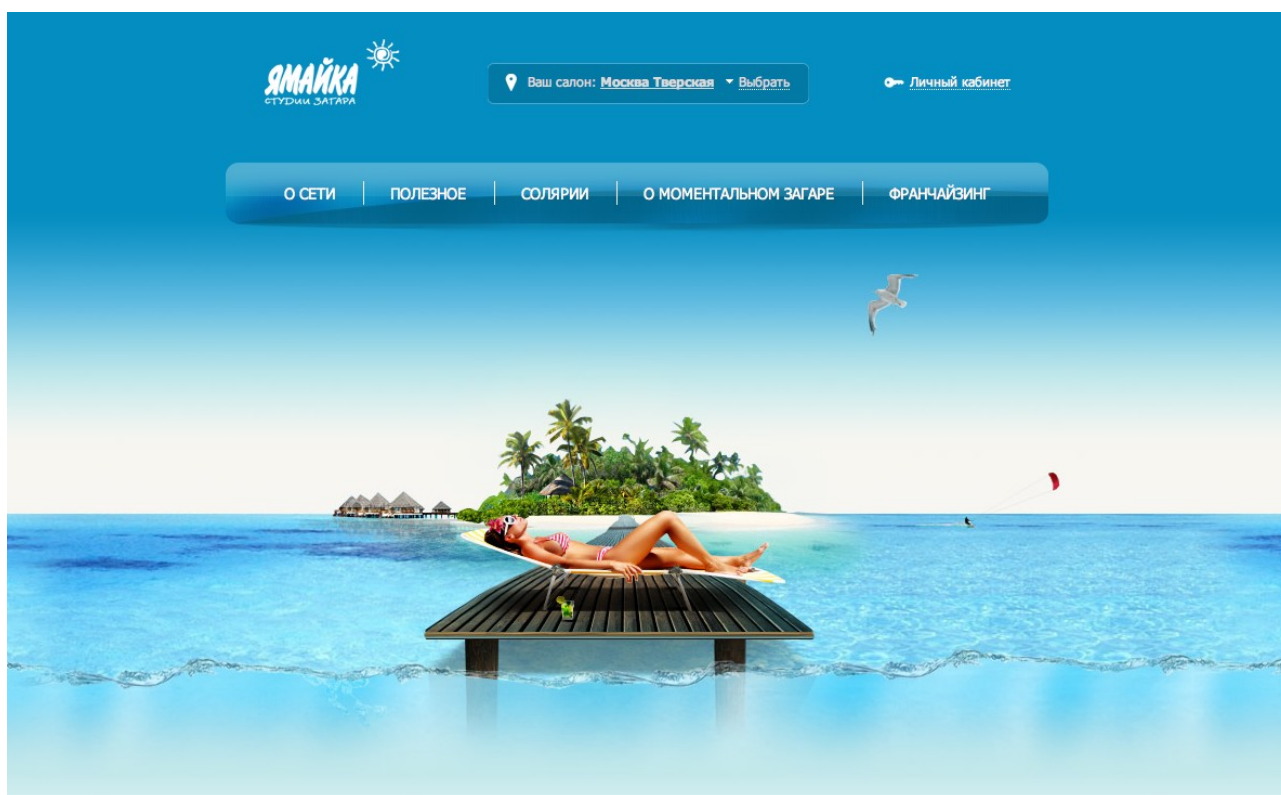 ЯМАЙКА
СТУДИИ ЗАГАРА
Ваш салон: Москва Тверская Выбрать
Личный кабинет
О СЕТИ ПОЛЕЗНОЕ СОЛЯРИИ О МОМЕНТАЛЬНОМ ЗАГАРЕ ФРАНЧАЙЗИНГ